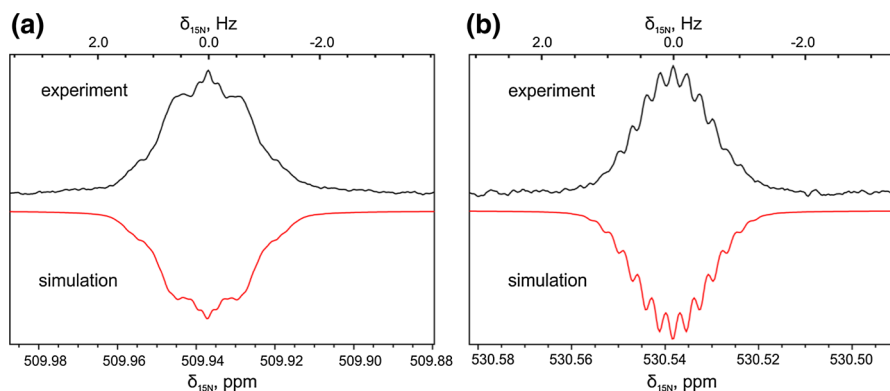 (a)
δ15N, Hz
2.0 0.0 -2.0
experiment
simulation
509.98 509.96 509.94 509.92 509.90 509.88
δ15N, ppm
(b)
δ15N, Hz
2.0 0.0 -2.0
experiment
simulation
530.58 530.56 530.54 530.52 530.50
δ15N, ppm